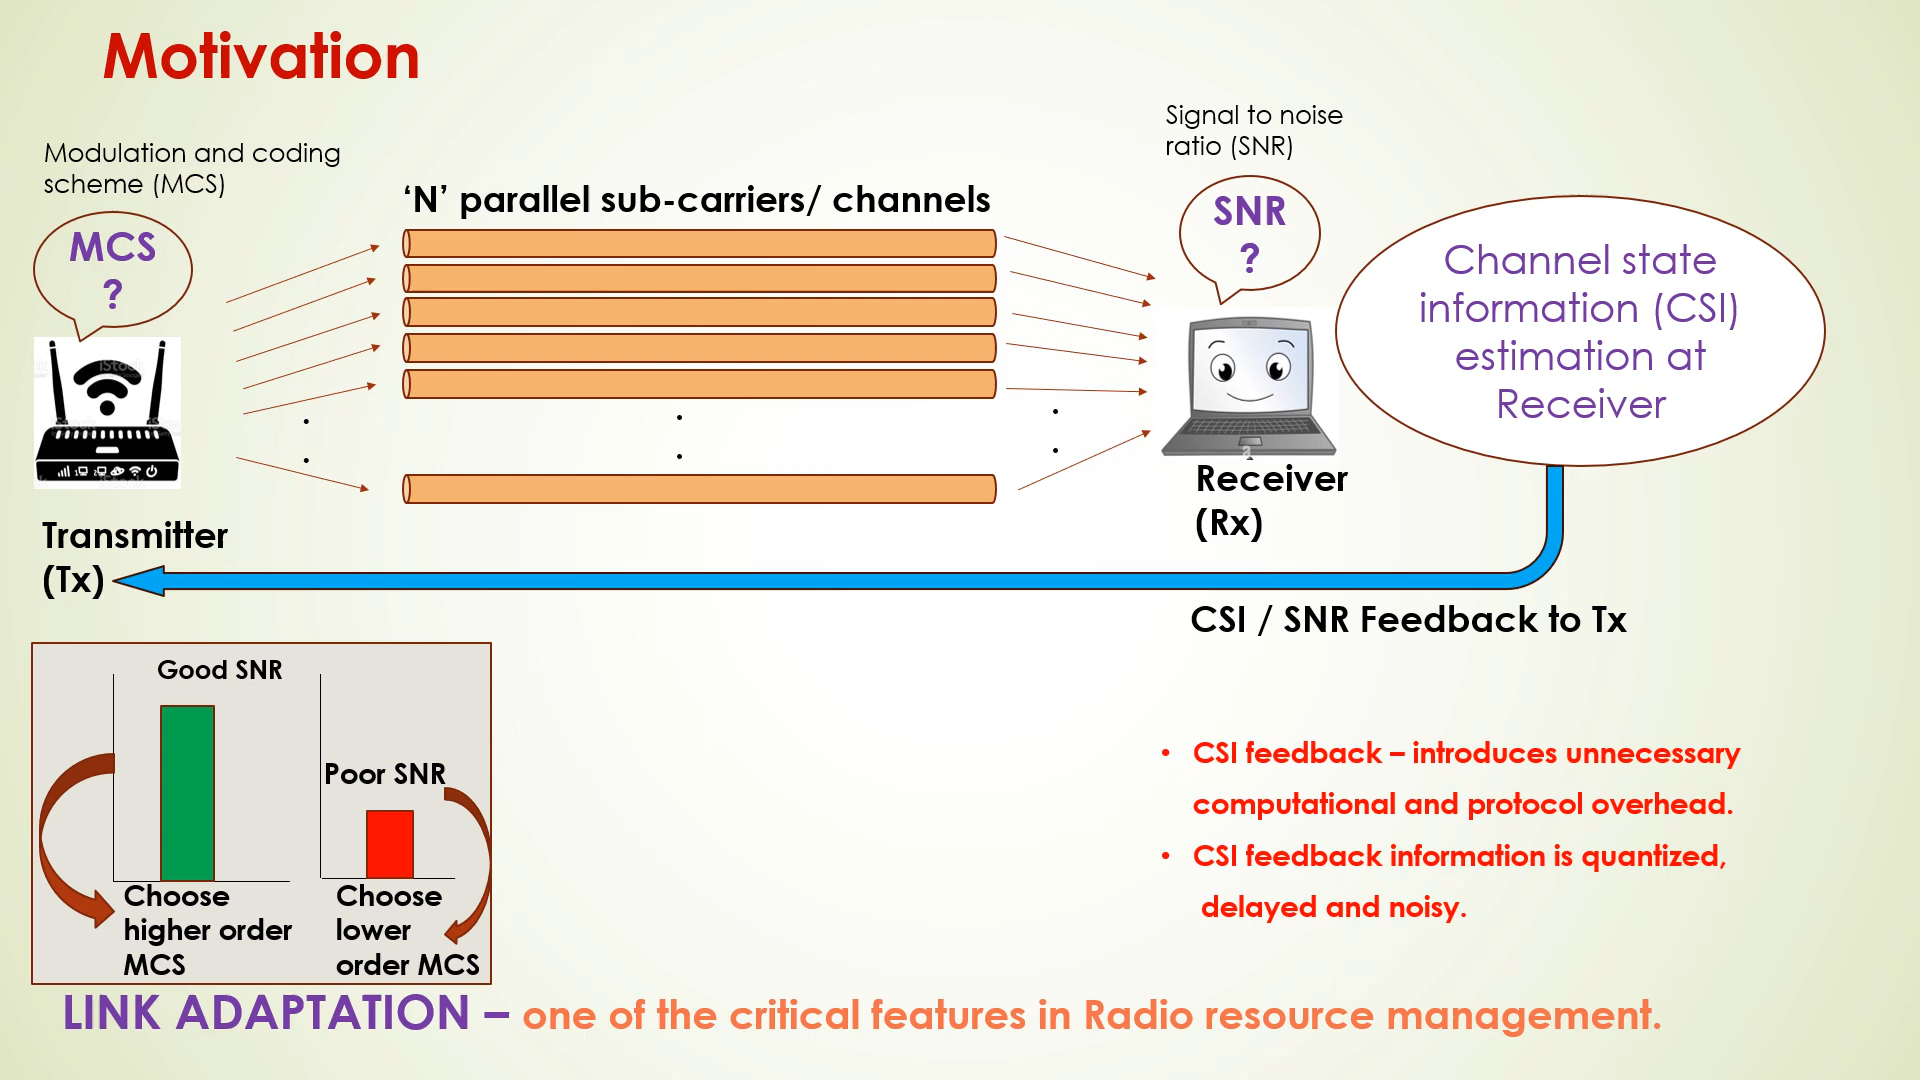 Motivation
Signal to noise
ratio (SNR)
Modulation and coding
scheme (MCS)
‘N’ parallel sub-carriers/ channels
MCS
?
SNR
?
Channel state
information (CSI)
estimation at
Receiver
iStock
Receiver
(Rx)
Transmitter
(Tx)
CSI / SNR Feedback to Tx
Good SNR
Poor SNR
Choose
higher order
MCS
Choose
lower
order MCS
• CSI feedback – introduces unnecessary
computational and protocol overhead.
• CSI feedback information is quantized,
delayed and noisy.
LINK ADAPTATION – one of the critical features in Radio resource management.